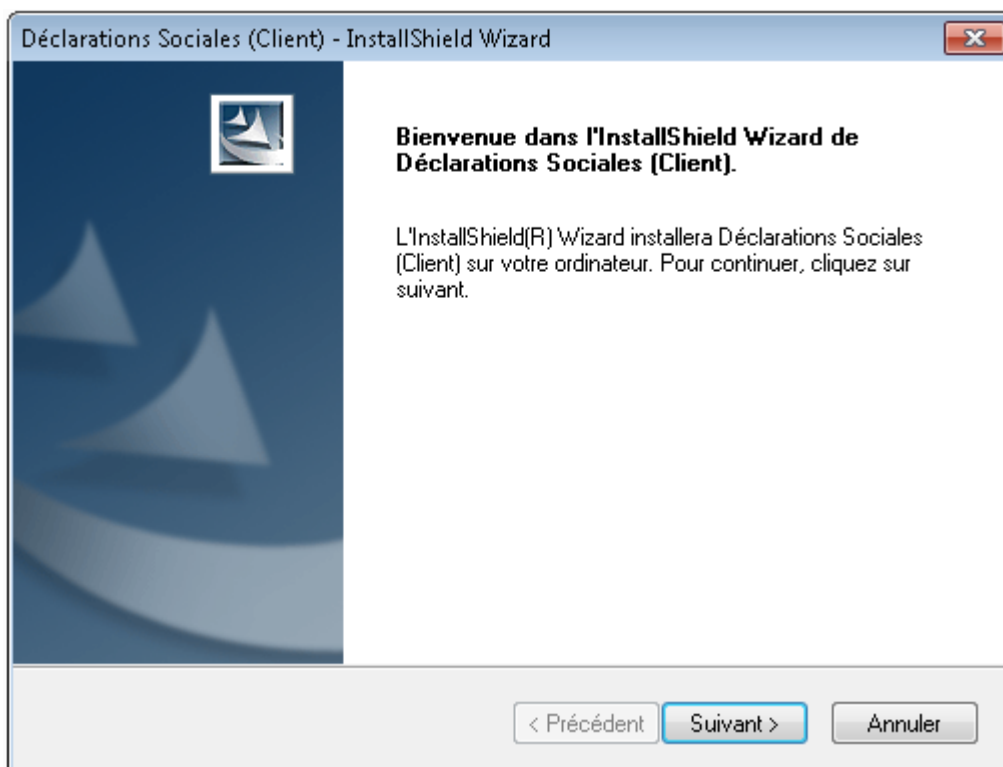 Déclarations Sociales (Client) - InstallShield Wizard
Bienvenue dans l'InstallShield Wizard de
Déclarations Sociales (Client).
L'InstallShield(R) Wizard installera Déclarations Sociales
(Client) sur votre ordinateur. Pour continuer, cliquez sur
suivant.
< Précédent
Suivant >
Annuler